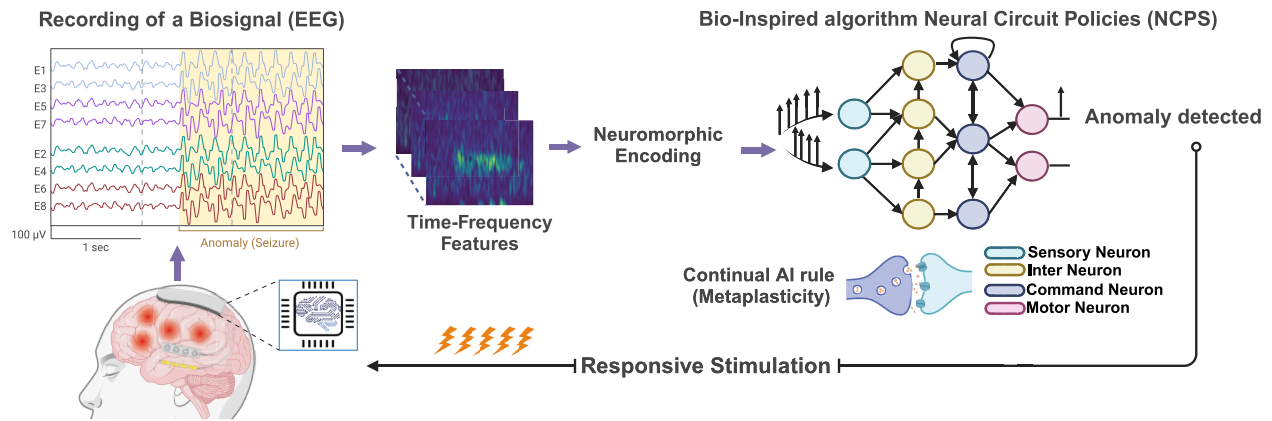 Recording of a Biosignal (EEG)
Bio-Inspired algorithm Neural Circuit Policies (NCPS)
E1
E3
E5
E7
E2
E4
E6
E8
100 µV
1 sec
Anomaly (Seizure)
Time-Frequency
Features
Neuromorphic
Encoding
Anomaly detected
Continual AI rule
(Metaplasticity)
Sensory Neuron
Inter Neuron
Command Neuron
Motor Neuron
Responsive Stimulation